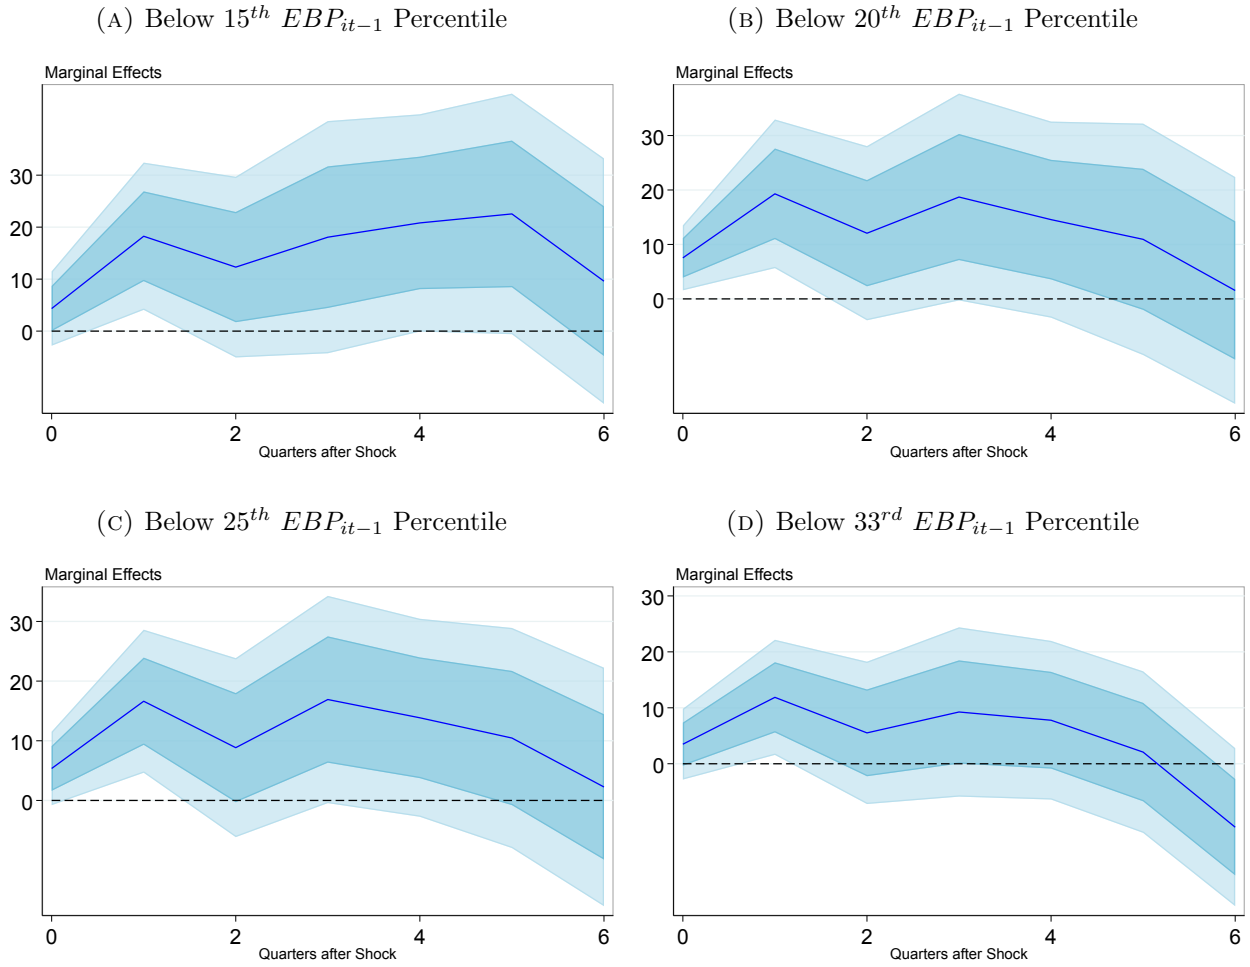 (A) Below 15th EBPit−1 Percentile
Marginal Effects
30
20
10
0
0 2 4 6
Quarters after Shock
(B) Below 20th EBPit−1 Percentile
Marginal Effects
30
20
10
0
0 2 4 6
Quarters after Shock
(C) Below 25th EBPit−1 Percentile
Marginal Effects
30
20
10
0
0 2 4 6
Quarters after Shock
(D) Below 33rd EBPit−1 Percentile
Marginal Effects
30
20
10
0
0 2 4 6
Quarters after Shock